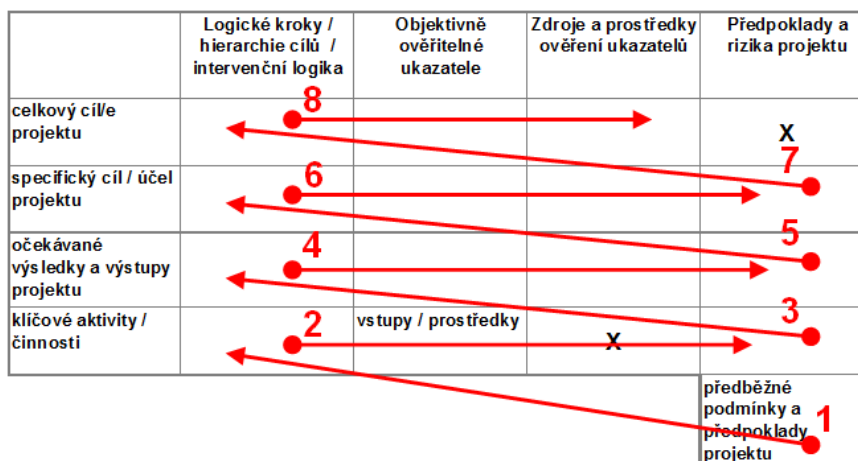 Logické kroky /
hierarchie cílů /
intervenční logika
Objektivně
ověřitelné
ukazatele
Zdroje a prostředky
ověření ukazatelů
Předpoklady a
rizika projektu
celkový cíl/e
projektu
8
X
7
specifický cíl / účel
projektu
6
5
očekávané
výsledky a výstupy
projektu
4
3
klíčové aktivity /
činnosti
2
vstupy / prostředky
X
předběžné
podmínky a
předpoklady
projektu
1